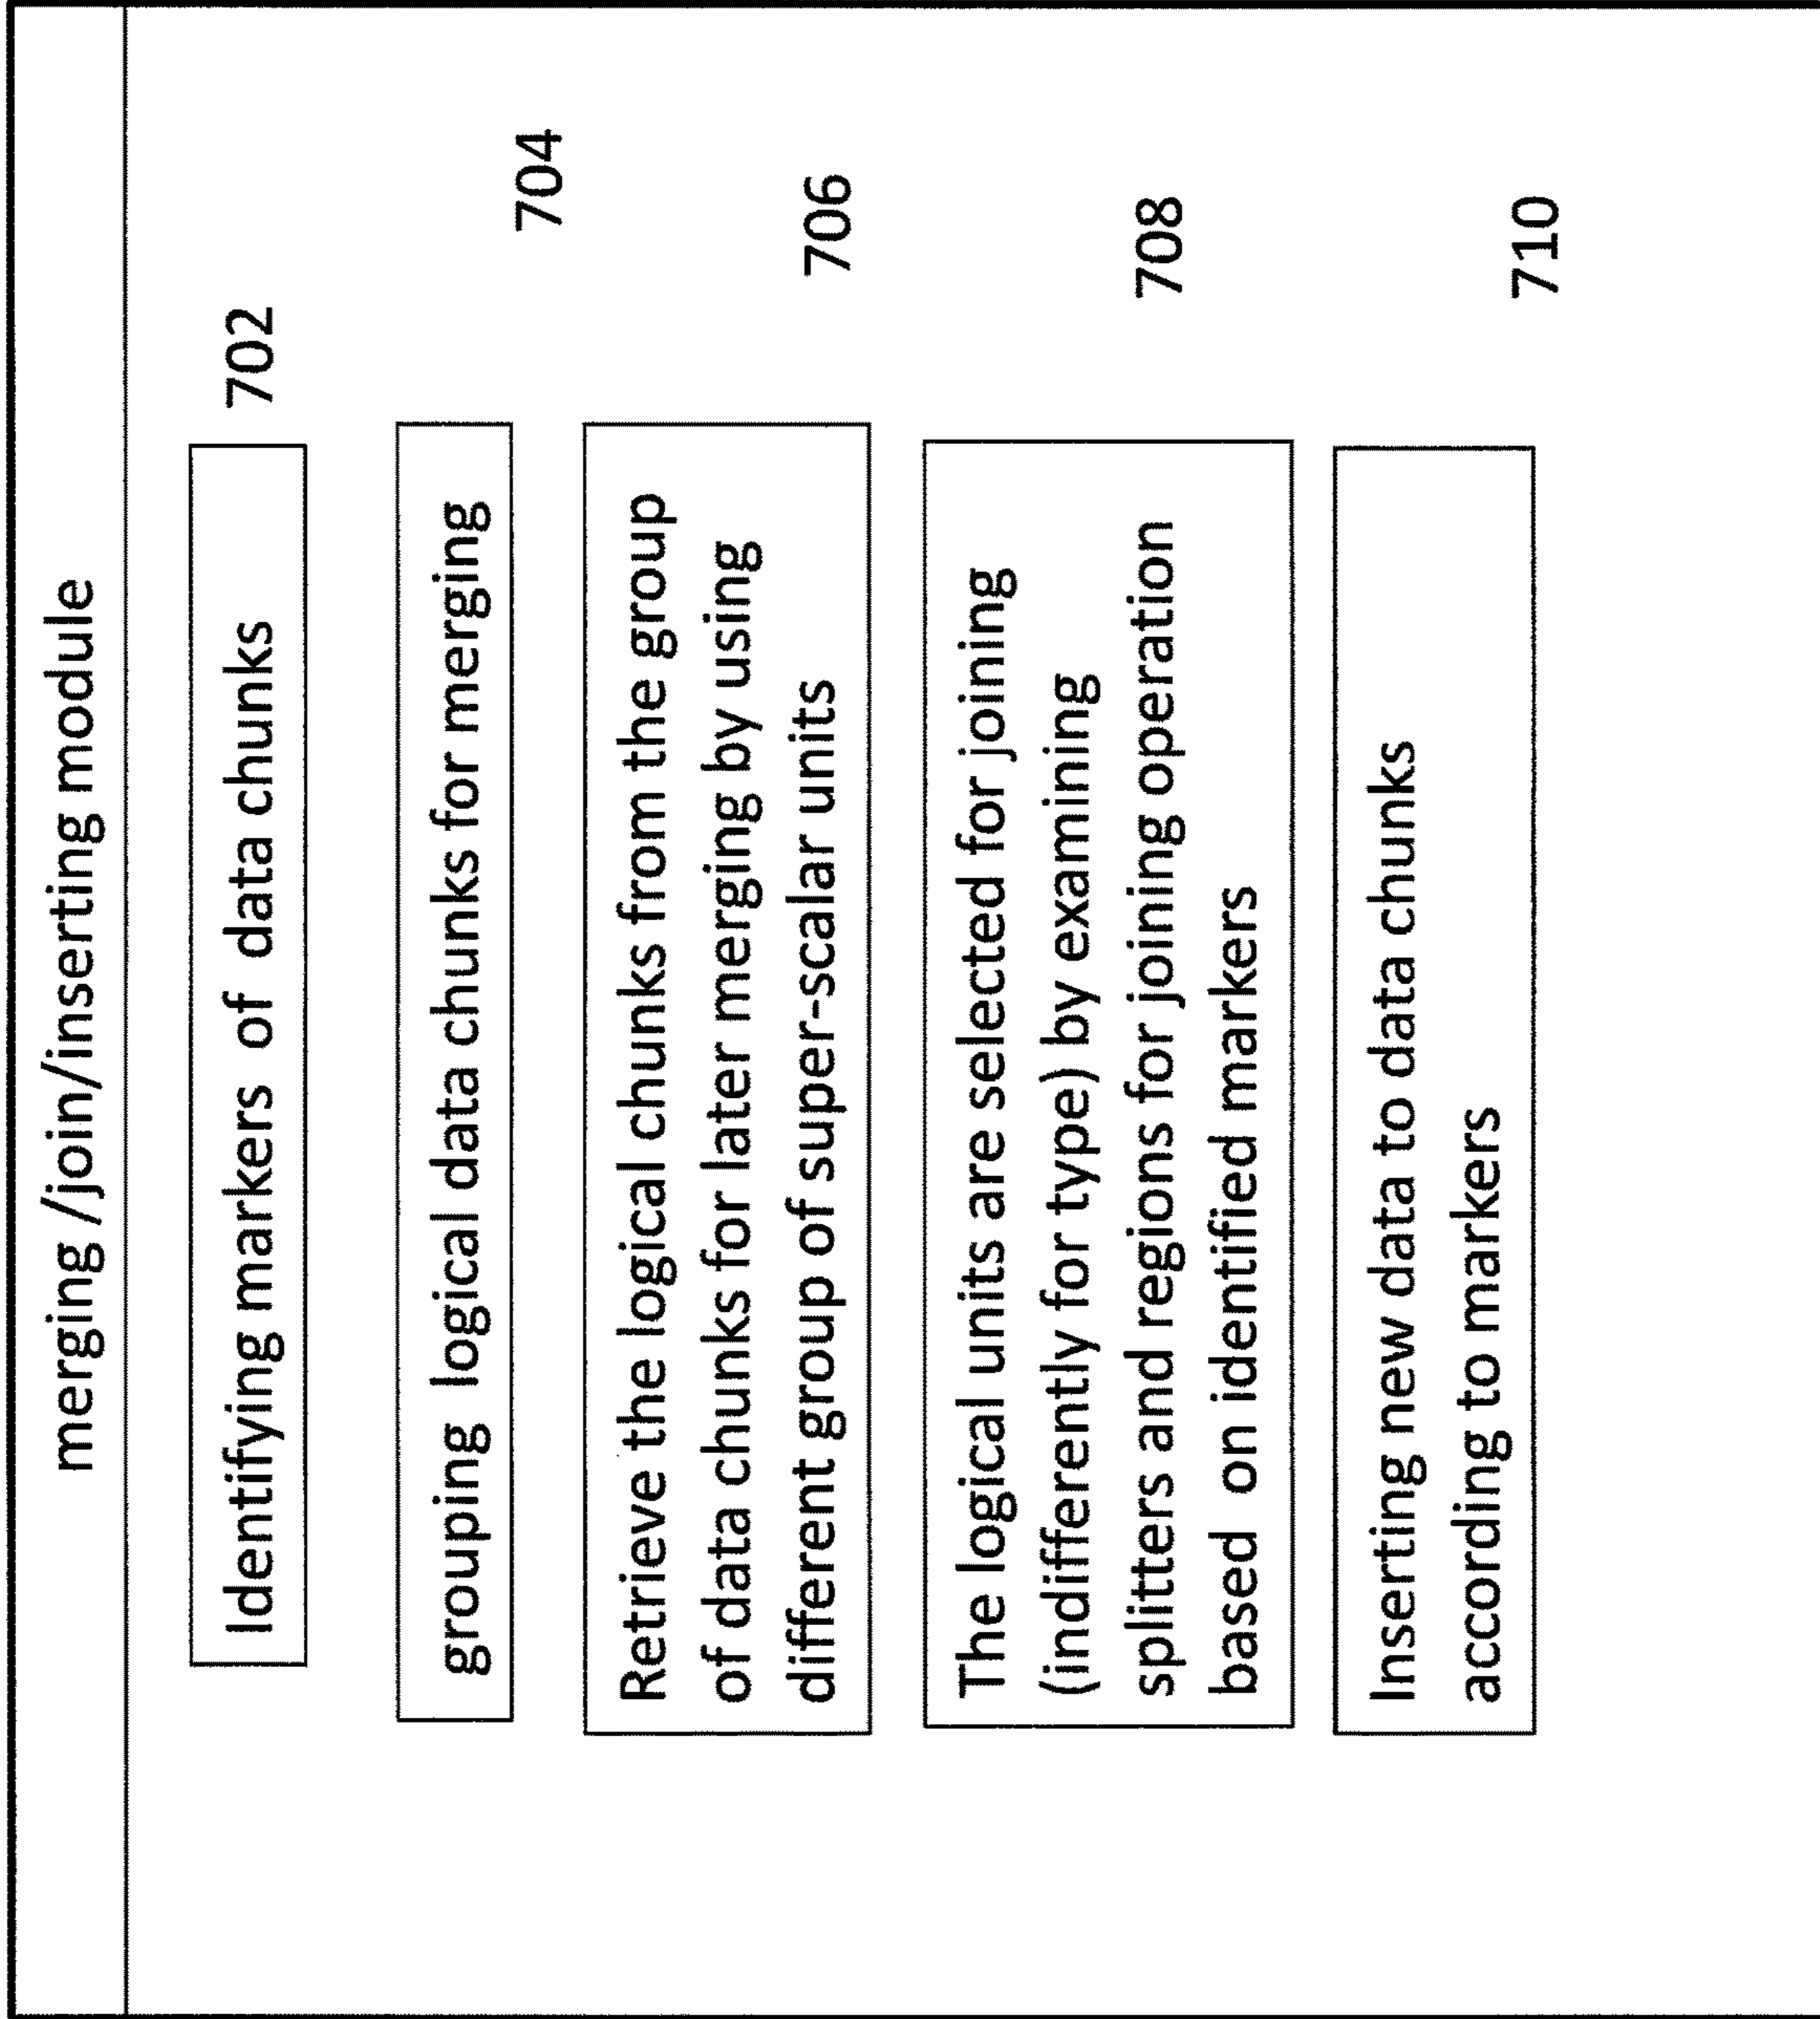 merging /join/inserting module
Identifying markers of data chunks
702
grouping logical data chunks for merging
704
Retrieve the logical chunks from the group
of data chunks for later merging by using
different group of super-scalar units
706
The logical units are selected for joining
(indifferently for type) by examining
splitters and regions for joining operation
based on identified markers
708
Inserting new data to data chunks
according to markers
710